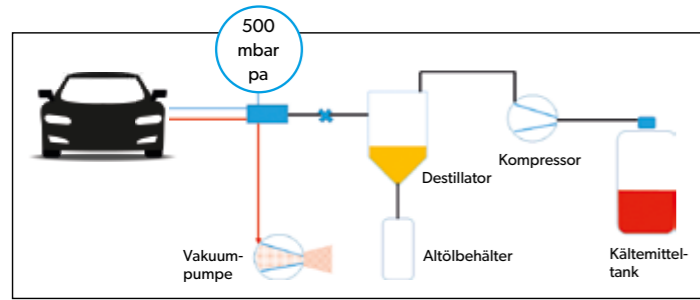 500
mbar
pa
Kompressor
Destillator
Vakuum-
pumpe
Altölbehälter
Kältemittel-
tank